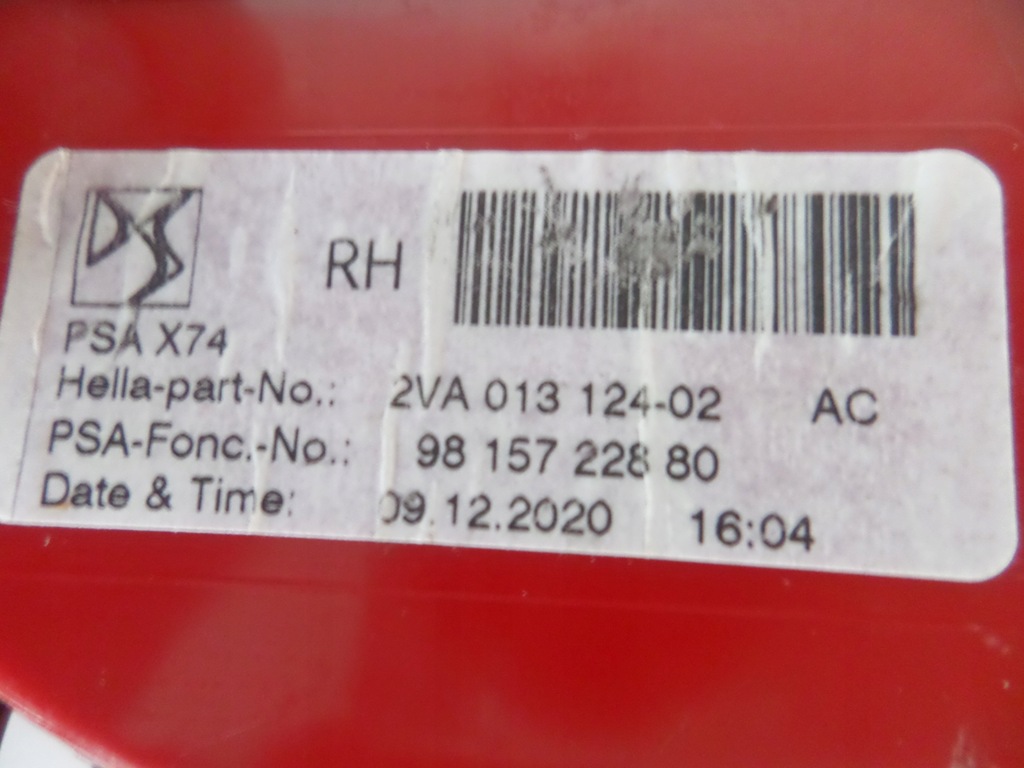 DS
RH
PSA X74
Hella-part-No.: 2VA 013 124-02 AC
PSA-Fonc.-No.: 98 157 228 80
Date & Time: 09.12.2020 16:04